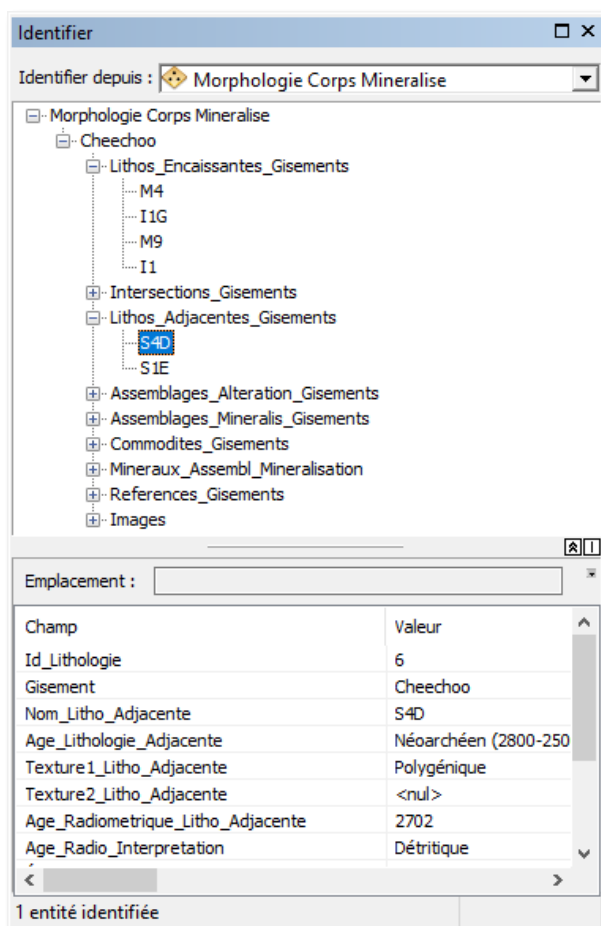 Identifier
Identifier depuis : Morphologie Corps Mineralise
Morphologie Corps Mineralise
Cheechoo
Lithos_Encaissantes_Gisements
M4
I1G
M9
I1
Intersections_Gisements
Lithos_Adjacentes_Gisements
S4D
S1E
Assemblages_Alteration_Gisements
Assemblages_Mineralis_Gisements
Commodites_Gisements
Mineraux_Assembl_Mineralisation
References_Gisements
Images
Emplacement :
Champ Valeur
Id_Lithologie 6
Gisement Cheechoo
Nom_Litho_Adjacente S4D
Age_Lithologie_Adjacente Néoarchéen (2800-250
Texture1_Litho_Adjacente Polygénique
Texture2_Litho_Adjacente <nul>
Age_Radiometrique_Litho_Adjacente 2702
Age_Radio_Interpretation Détritique
1 entité identifiée